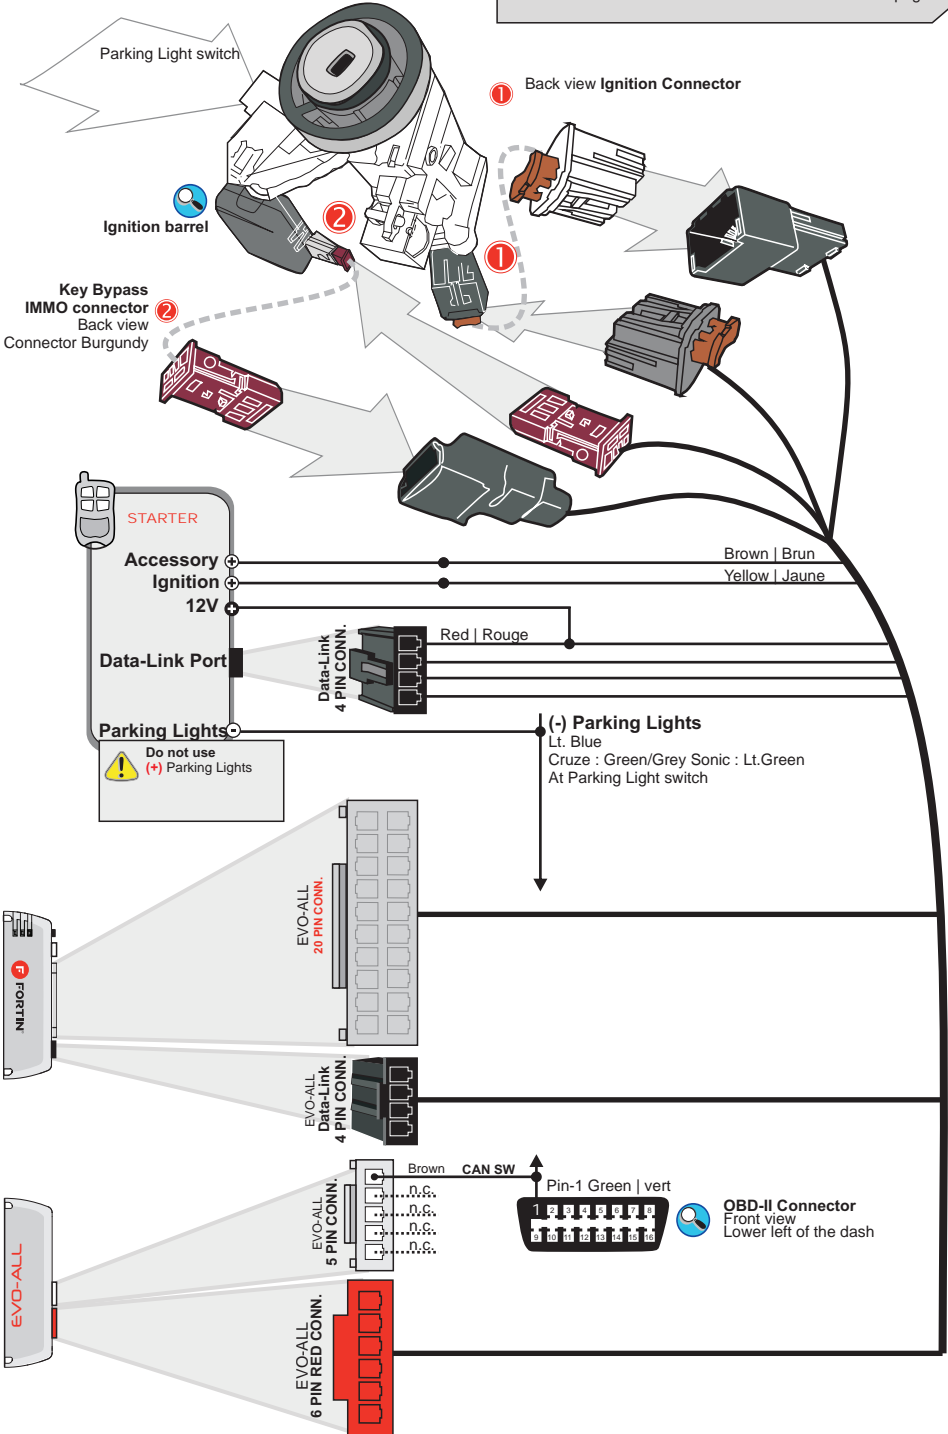 Parking Light switch
1
Back view Ignition Connector
Ignition barrel
2
1
Key Bypass
IMMO connector
2
Back view
Connector Burgundy
STARTER
Accessory
Brown | Brun
Ignition
Yellow | Jaune
12V
Red | Rouge
Data-Link Port
Data-Link
4 PIN CONN.
Parking Lights
(-) Parking Lights
Lt. Blue
Cruze : Green/Grey Sonic : Lt.Green
At Parking Light switch
Do not use
(+) Parking Lights
EVO-ALL
20 PIN CONN.
FORTIN
EVO-ALL
Data-Link
4 PIN CONN.
Brown CAN SW
n.c.
n.c.
n.c.
n.c.
EVO-ALL
5 PIN CONN.
Pin-1 Green | vert
1 2 3 4 5 6 7 8
9 10 11 12 13 14 15 16
OBD-II Connector
Front view
Lower left of the dash
EVO-ALL
EVO-ALL
6 PIN RED CONN.